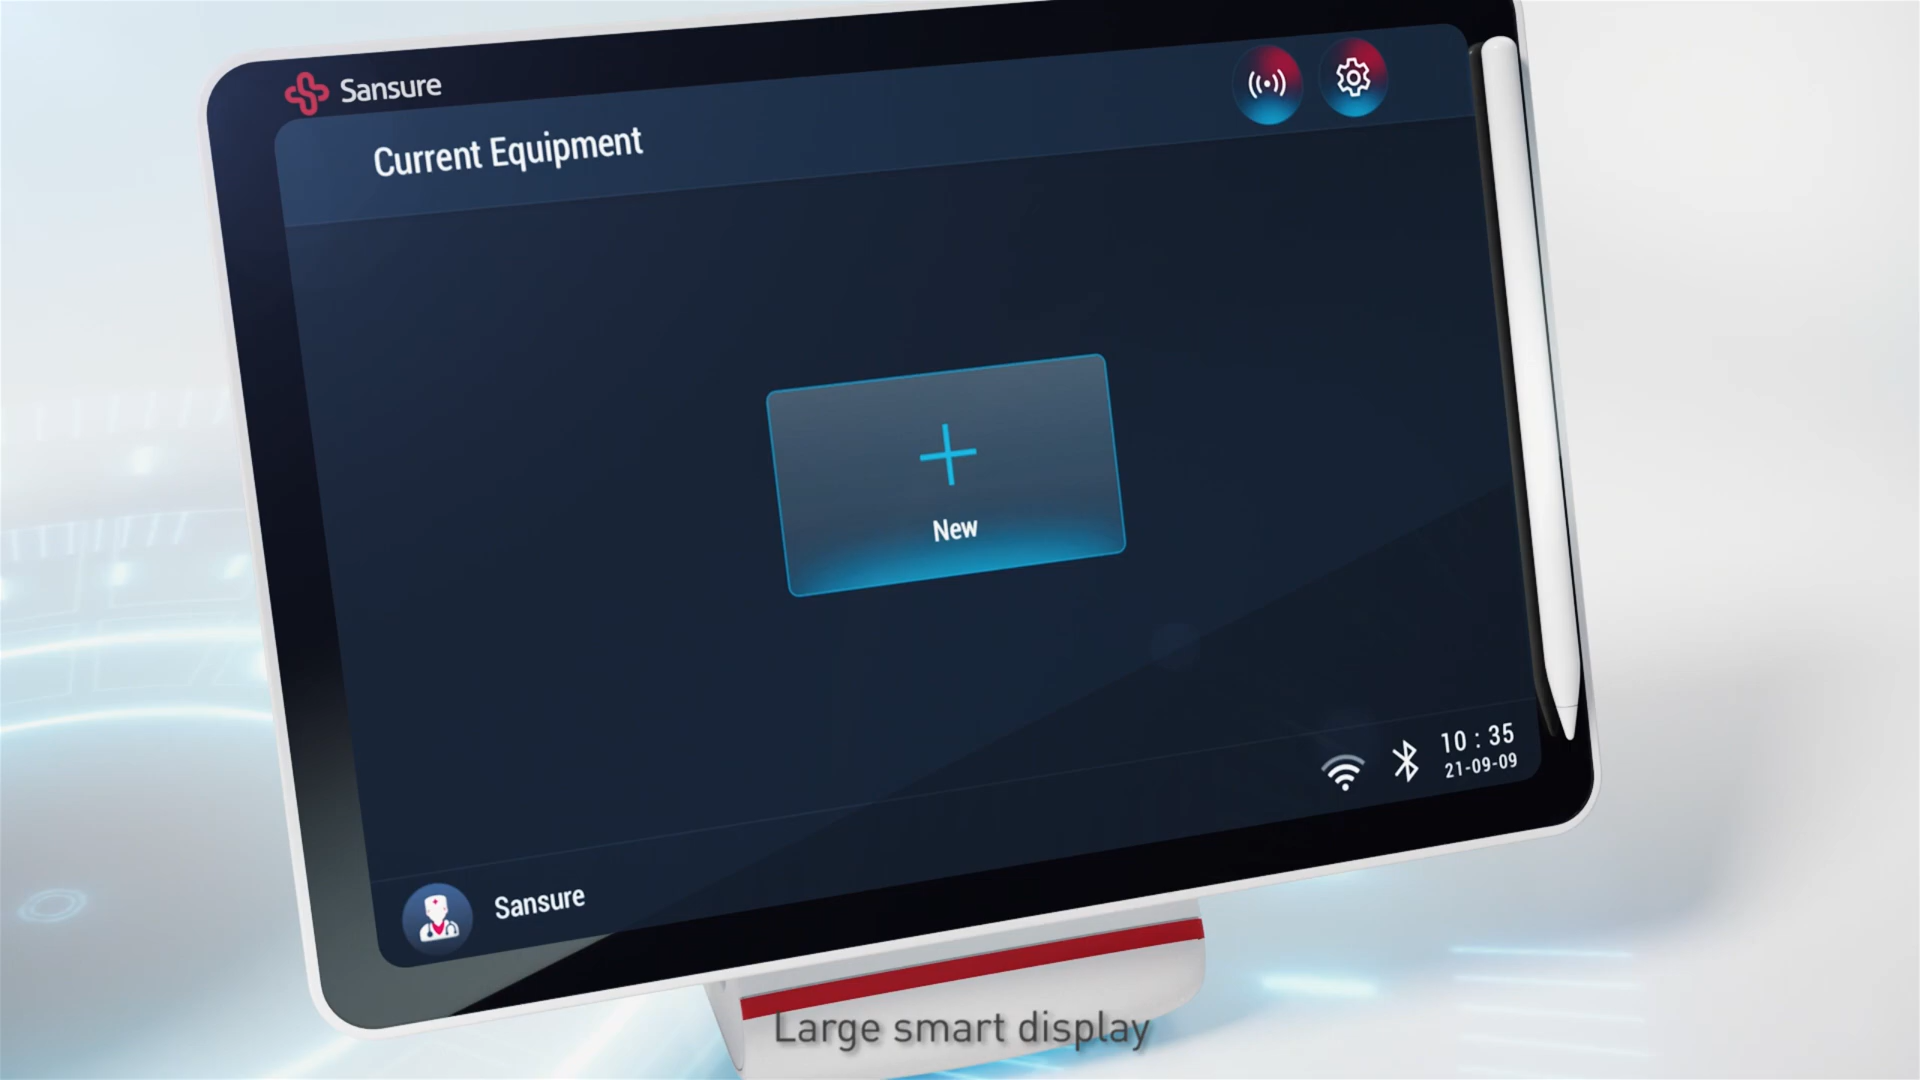 Sansure
Current Equipment
New
10 : 35
21-09-09
Sansure
Large smart display